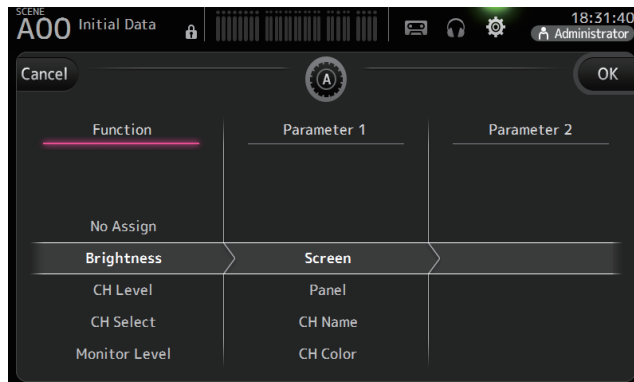 SCENE
A00 Initial Data
18:31:40
Administrator
Cancel
A
OK
Function Parameter 1 Parameter 2
No Assign
Brightness Screen
CH Level Panel
CH Select CH Name
Monitor Level CH Color